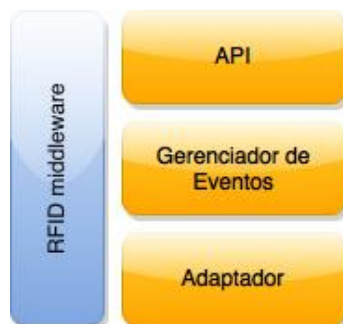 RFID middleware
API
Gerenciador de
Eventos
Adaptador